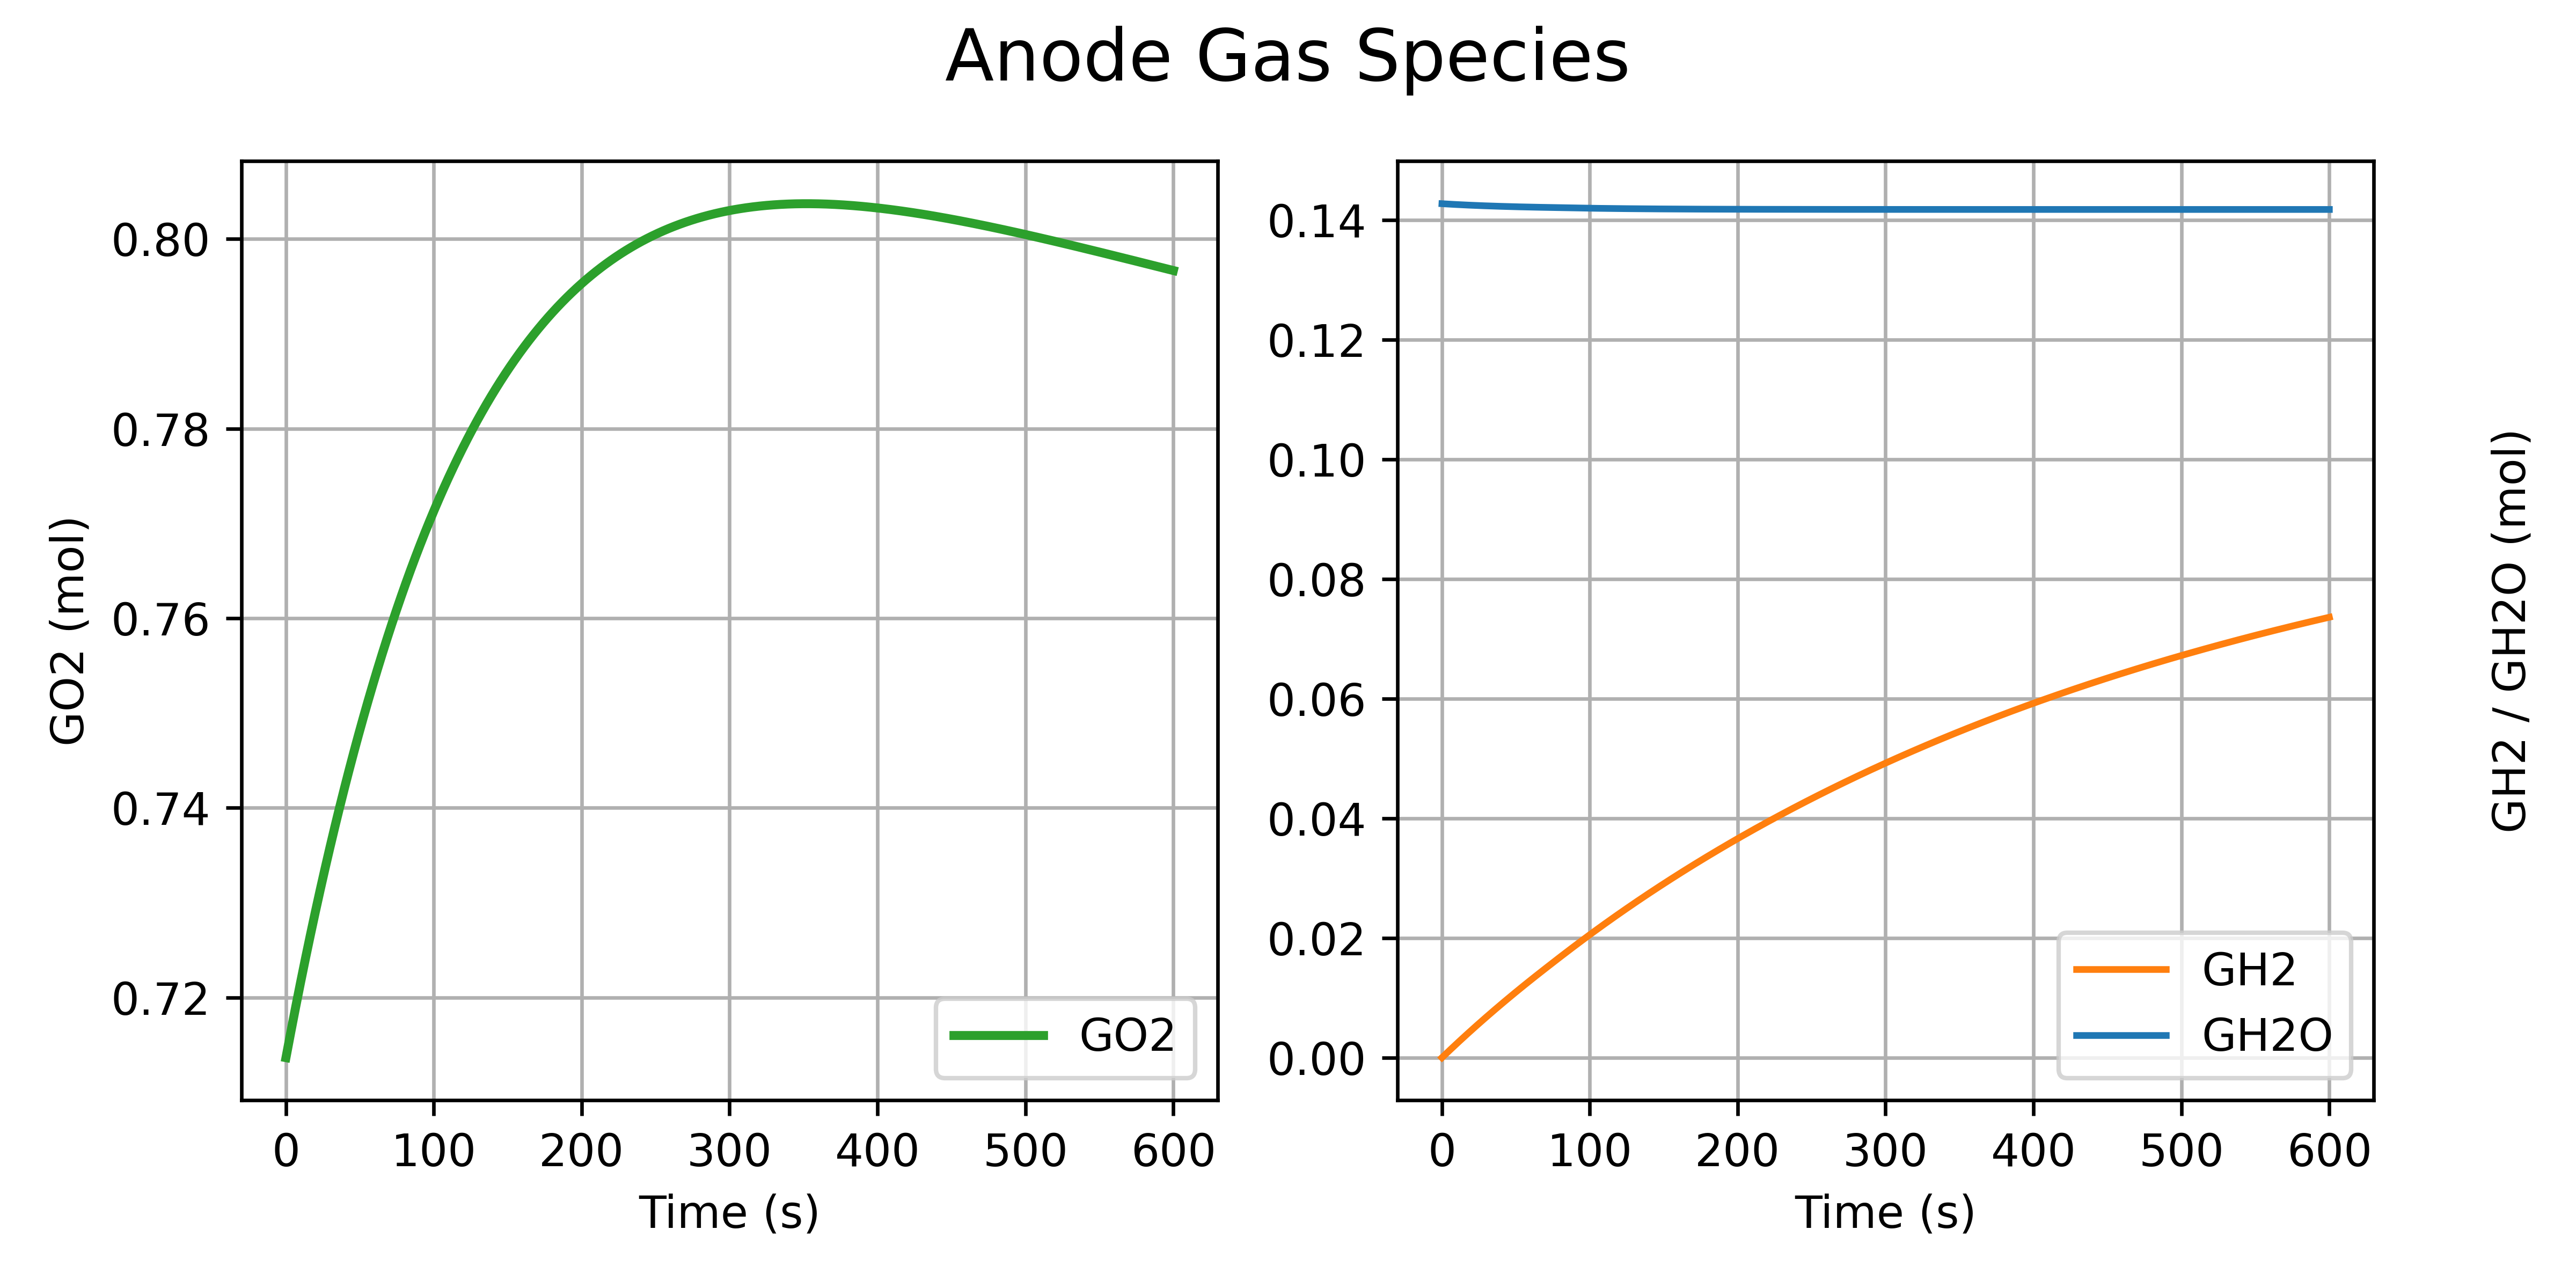 Anode Gas Species
GO2 (mol)
0.80
0.78
0.76
0.74
0.72
0 100 200 300 400 500 600
Time (s)
GO2
0.14
0.12
0.10
0.08
0.06
0.04
0.02
0.00
0 100 200 300 400 500 600
Time (s)
GH2
GH2O
GH2 / GH2O (mol)